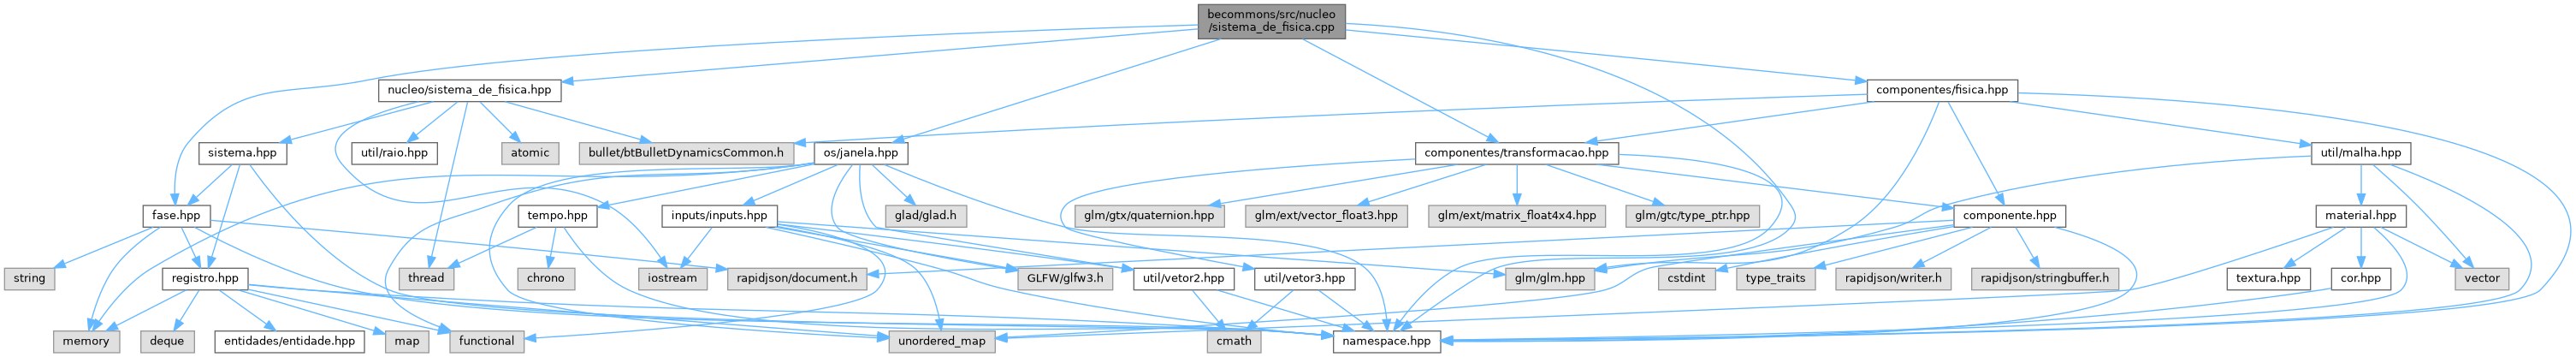 becommons/src/nucleo
/sistema_de_fisica.cpp
nucleo/sistema_de_fisica.hpp
componentes/fisica.hpp
sistema.hpp
util/raio.hpp
atomic
bullet/btBulletDynamicsCommon.h
os/janela.hpp
componentes/transformacao.hpp
util/malha.hpp
fase.hpp
tempo.hpp
inputs/inputs.hpp
glad/glad.h
glm/gtx/quaternion.hpp
glm/ext/vector_float3.hpp
glm/ext/matrix_float4x4.hpp
glm/gtc/type_ptr.hpp
componente.hpp
material.hpp
string
registro.hpp
thread
chrono
iostream
rapidjson/document.h
GLFW/glfw3.h
util/vetor2.hpp
util/vetor3.hpp
glm/glm.hpp
cstdint
type_traits
rapidjson/writer.h
rapidjson/stringbuffer.h
textura.hpp
cor.hpp
vector
memory
deque
entidades/entidade.hpp
map
functional
unordered_map
cmath
namespace.hpp